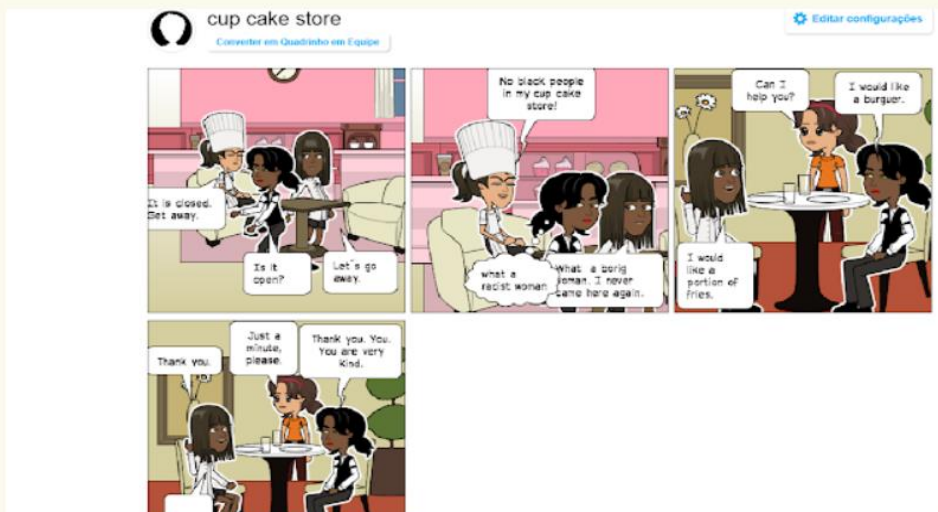 cup cake store
Converter em Quadrinho em Equipe
Editar configurações
It is closed.
Get away.
Is it
open?
Let´s go
away.
No black people
in my cup cake
store!
what a
racist woman
What a borig
woman. I never
came here again.
Can I
help you?
I would like
a burguer.
I would
like a
portion of
fries.
Thank you.
Just a
minute,
please.
Thank you. You.
You are very
kind.